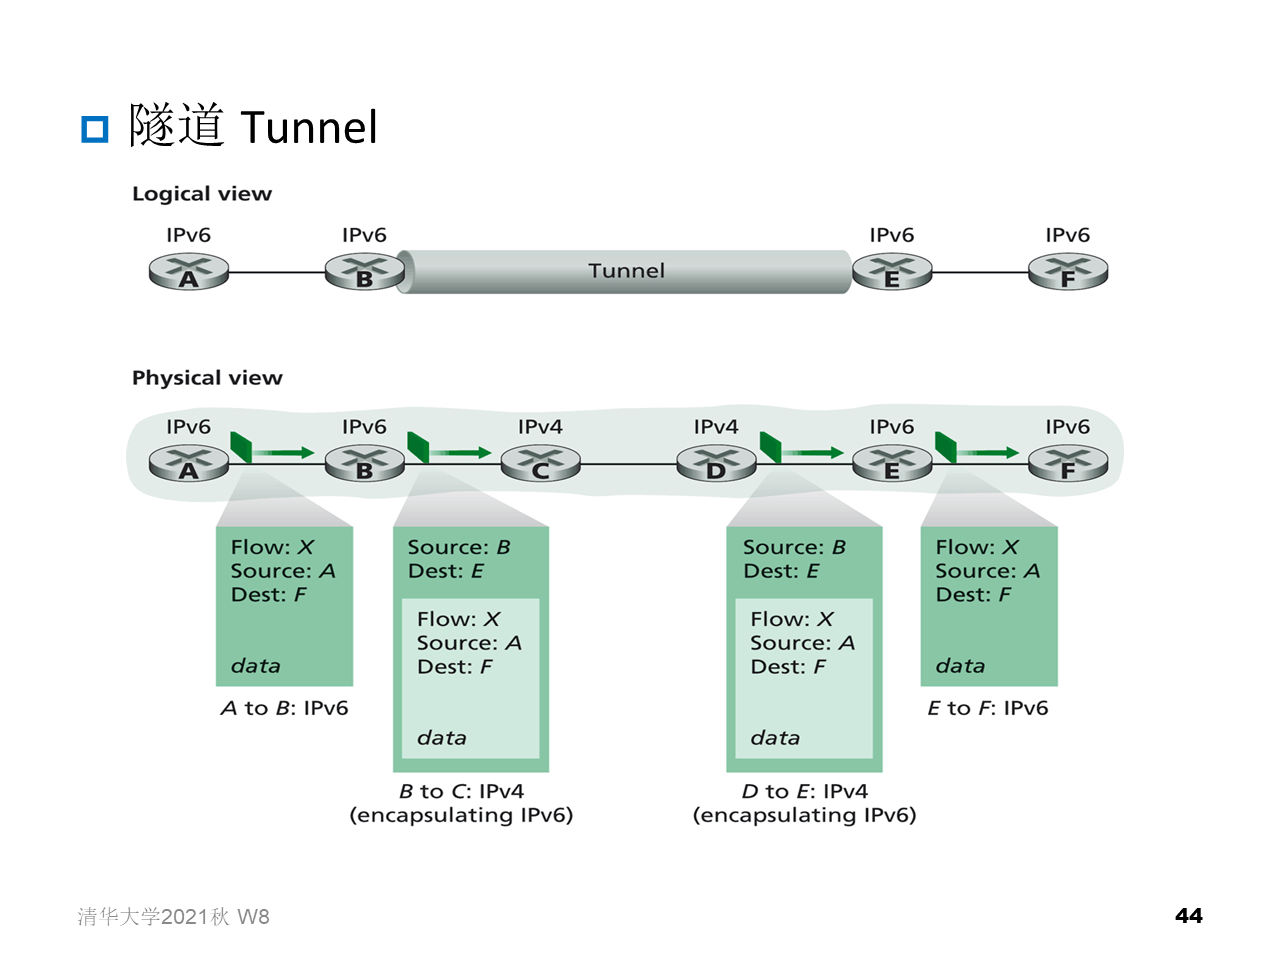 隧道 Tunnel
Logical view
IPv6 IPv6 IPv6 IPv6
A B Tunnel E F
Physical view
IPv6 IPv6 IPv4 IPv4 IPv6 IPv6
A B C D E F
Flow: X
Source: A
Dest: F
data
A to B: IPv6
Source: B
Dest: E
Flow: X
Source: A
Dest: F
data
B to C: IPv4
(encapsulating IPv6)
Source: B
Dest: E
Flow: X
Source: A
Dest: F
data
D to E: IPv4
(encapsulating IPv6)
Flow: X
Source: A
Dest: F
data
E to F: IPv6
清华大学2021秋 W8
44